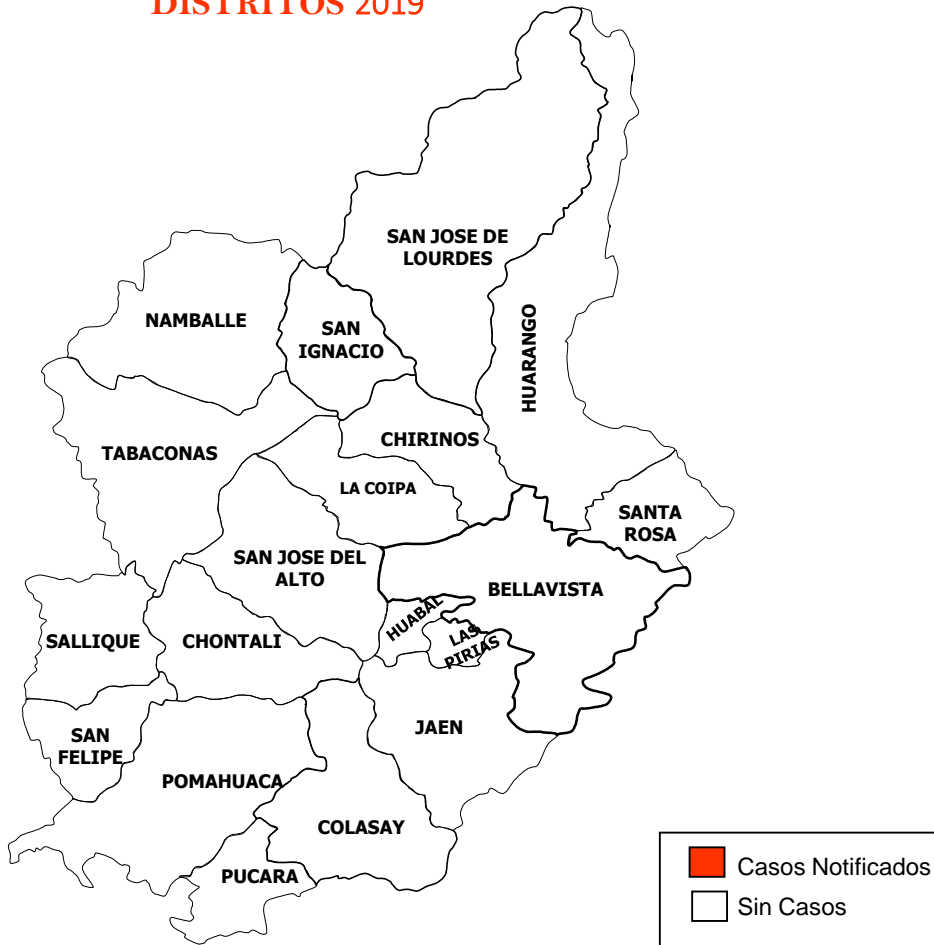 DISTRITOS 2019
SAN JOSE DE
LOURDES
NAMBALLE
SAN
IGNACIO
HUARANGO
CHIRINOS
TABACONAS
LA COIPA
SANTA
ROSA
SAN JOSE DEL
ALTO
BELLAVISTA
HUABAL
LAS
PIRIAS
SALLIQUE
CHONTALI
JAEN
SAN
FELIPE
POMAHUACA
COLASAY
PUCARA
Casos Notificados
Sin Casos